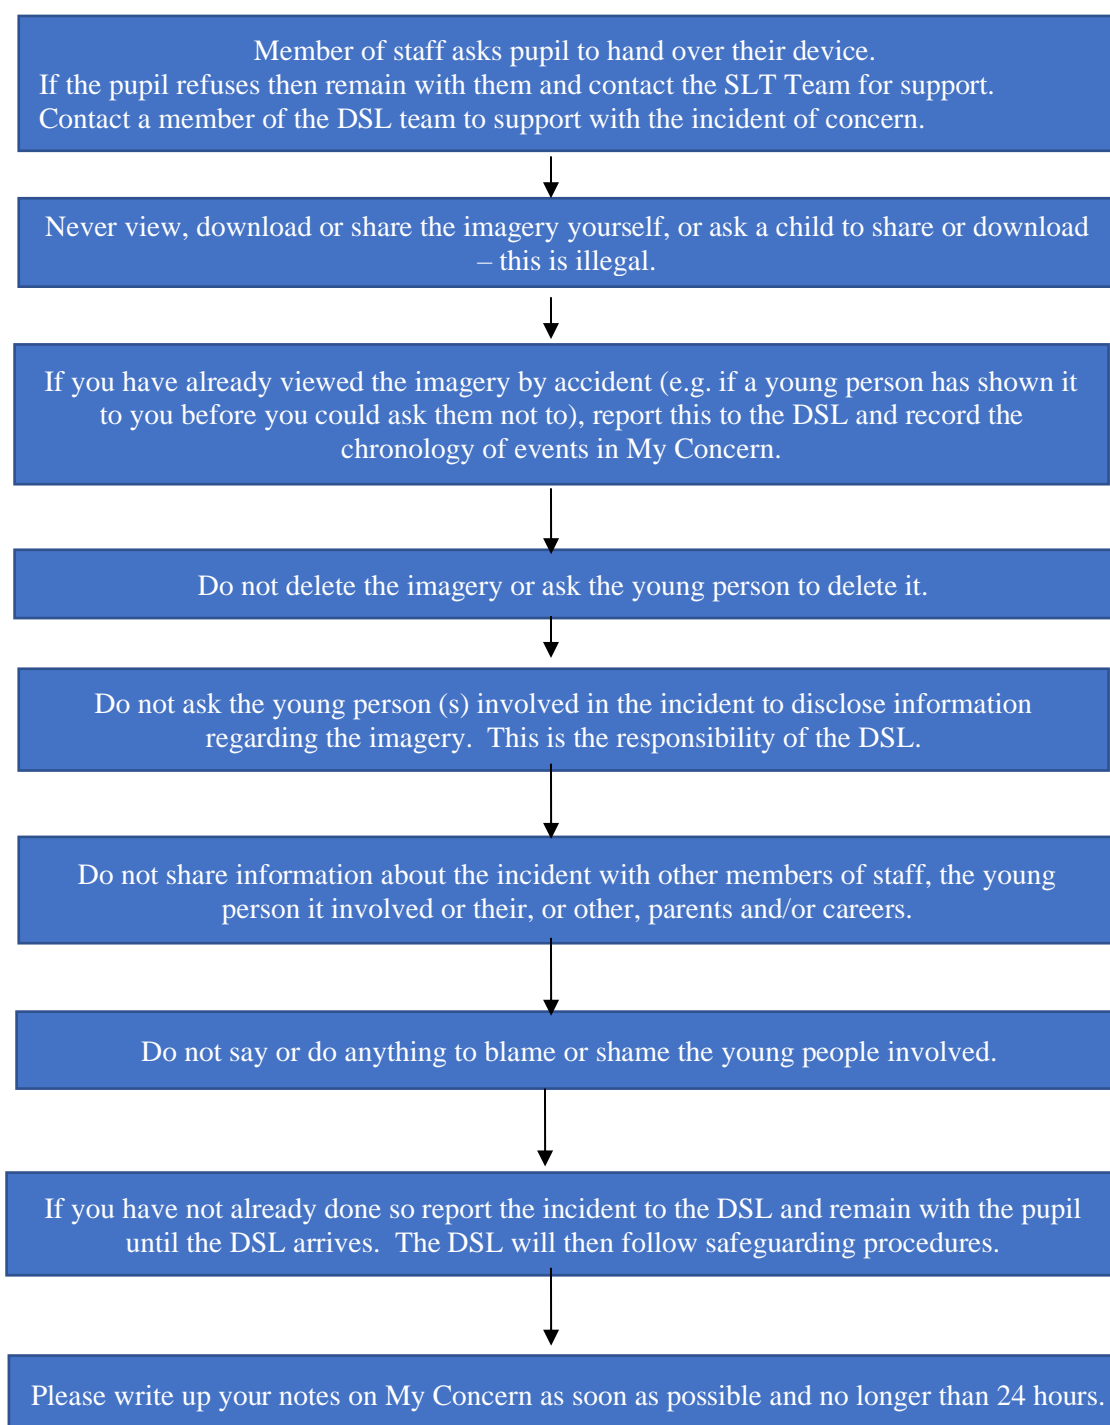 Member of staff asks pupil to hand over their device.
If the pupil refuses then remain with them and contact the SLT Team for support.
Contact a member of the DSL team to support with the incident of concern.
Never view, download or share the imagery yourself, or ask a child to share or download
– this is illegal.
If you have already viewed the imagery by accident (e.g. if a young person has shown it
to you before you could ask them not to), report this to the DSL and record the
chronology of events in My Concern.
Do not delete the imagery or ask the young person to delete it.
Do not ask the young person (s) involved in the incident to disclose information
regarding the imagery.  This is the responsibility of the DSL.
Do not share information about the incident with other members of staff, the young
person it involved or their, or other, parents and/or careers.
Do not say or do anything to blame or shame the young people involved.
If you have not already done so report the incident to the DSL and remain with the pupil
until the DSL arrives.  The DSL will then follow safeguarding procedures.
Please write up your notes on My Concern as soon as possible and no longer than 24 hours.